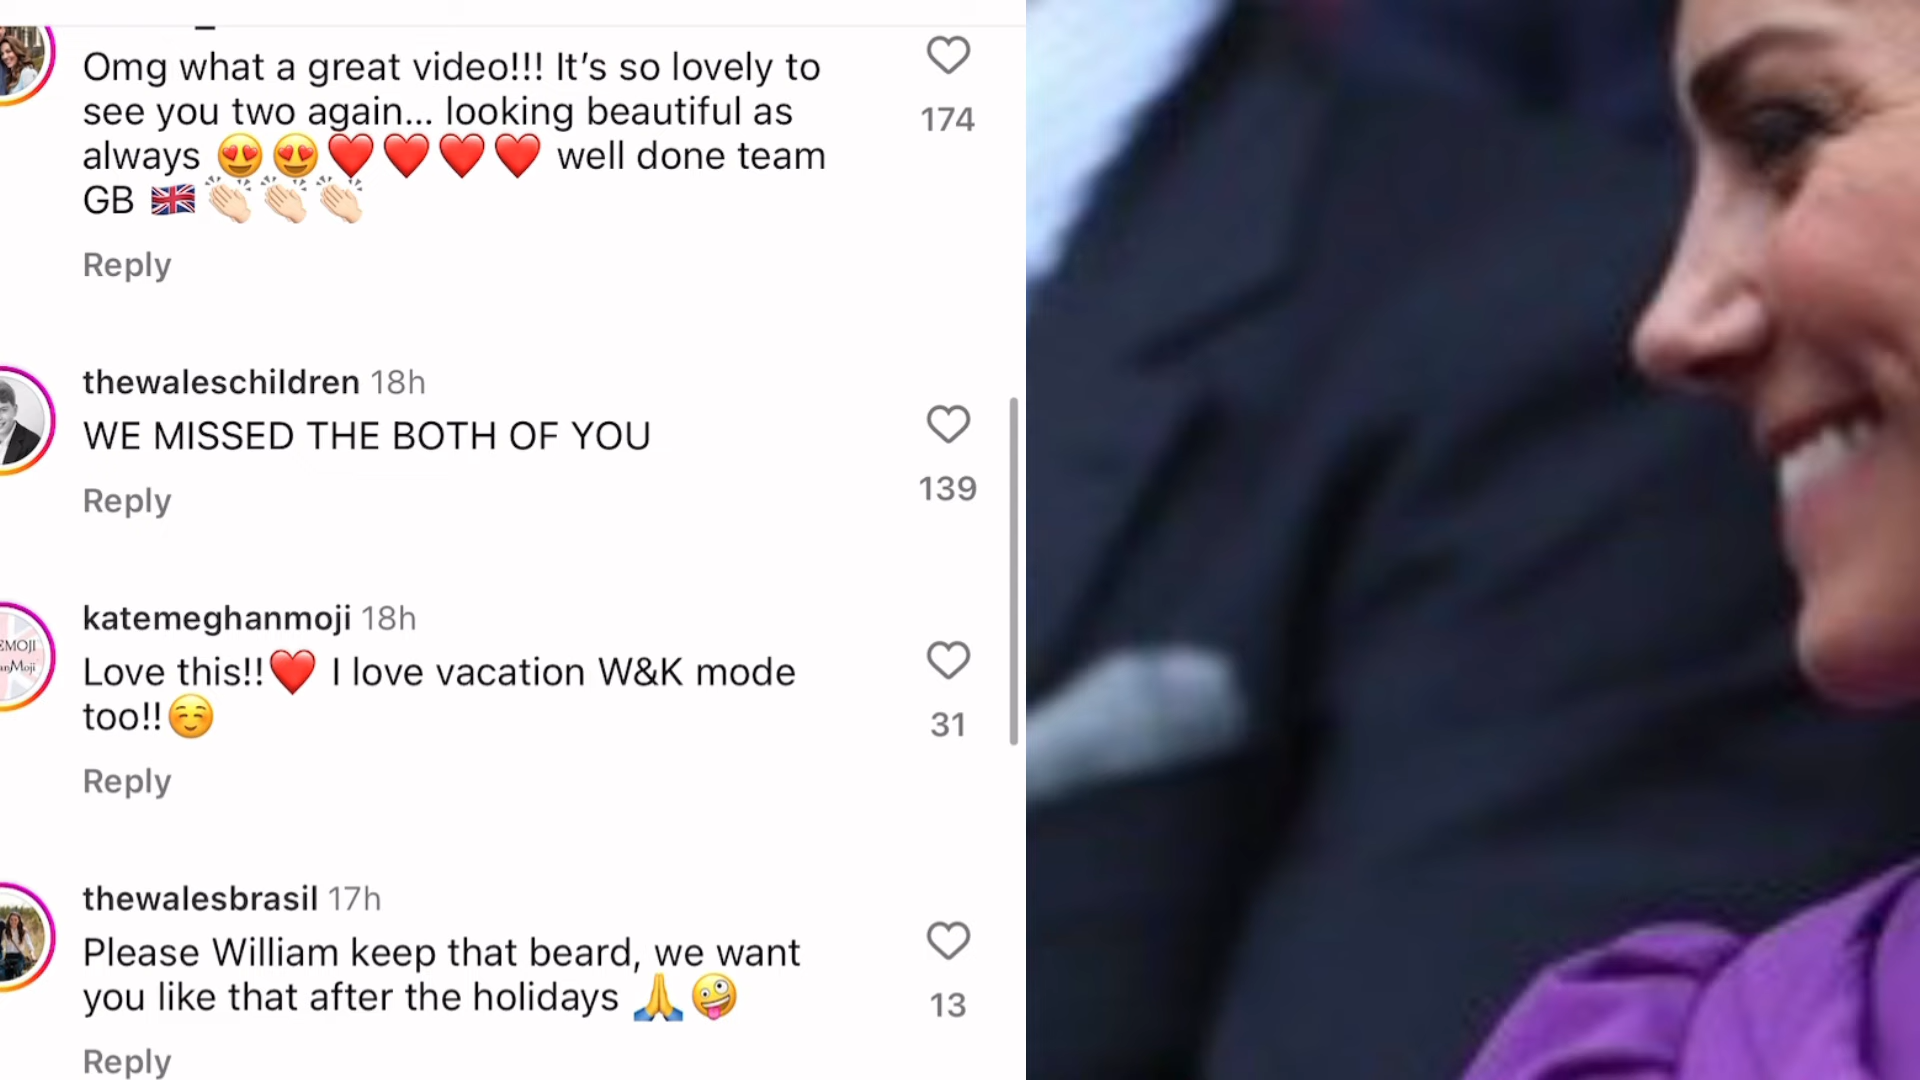 Omg what a great video!!! It’s so lovely to
see you two again... looking beautiful as
always 😍😍❤️❤️❤️❤️ well done team
GB 🇬🇧👏🏻👏🏻👏🏻
174
Reply
thewaleschildren 18h
WE MISSED THE BOTH OF YOU
139
Reply
katemeghanmoji 18h
Love this!!❤️ I love vacation W&K mode
too!!☺️
31
Reply
thewalesbrasil 17h
Please William keep that beard, we want
you like that after the holidays 🙏🤪
13
Reply